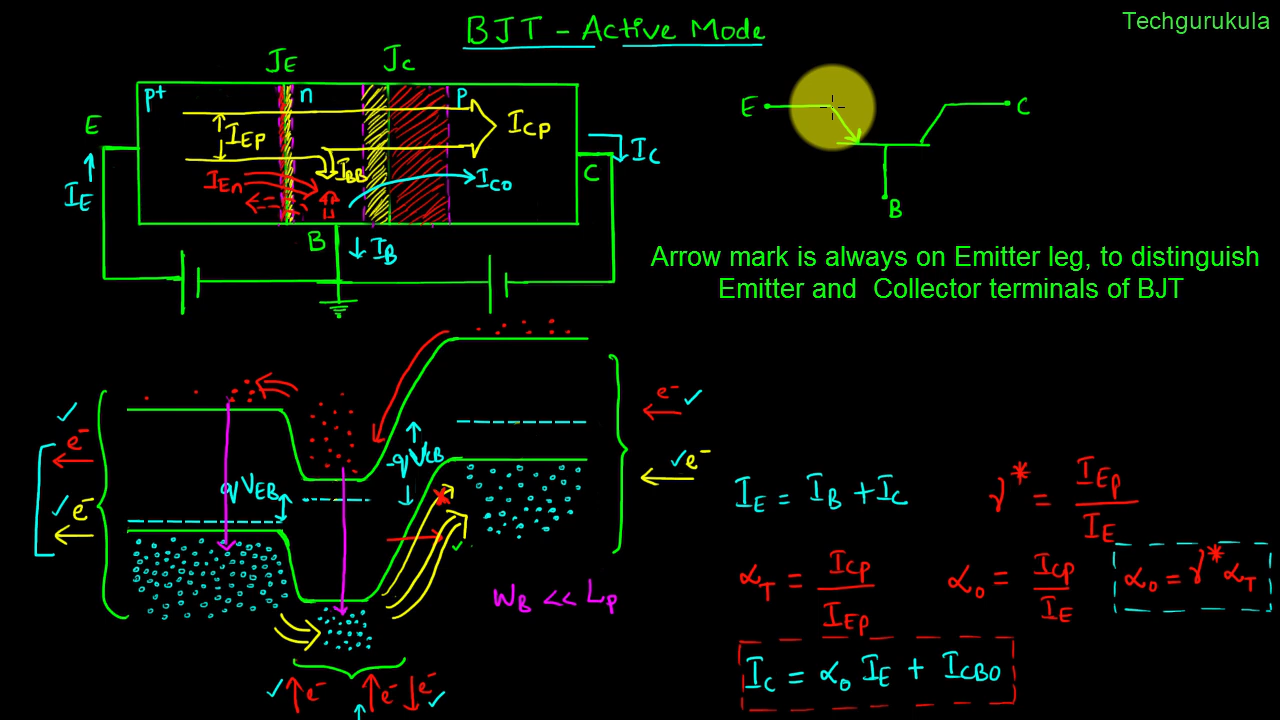 Techgurukula
BJT - Active Mode
JE JC
p+ n p
E
IEP
ICP
IBB
IEn
ICO
IE
IC
C
B
IB
E C
B
Arrow mark is always on Emitter leg, to distinguish
Emitter and Collector terminals of BJT
e-
e-
qVEB
-qVCB
e-
e-
WB << Lp
e- e- e-
IE = IB + IC
γ* = IEP / IE
αT = ICP / IEP
α0 = ICP / IE
α0 = γ* αT
IC = α0 IE + ICBO